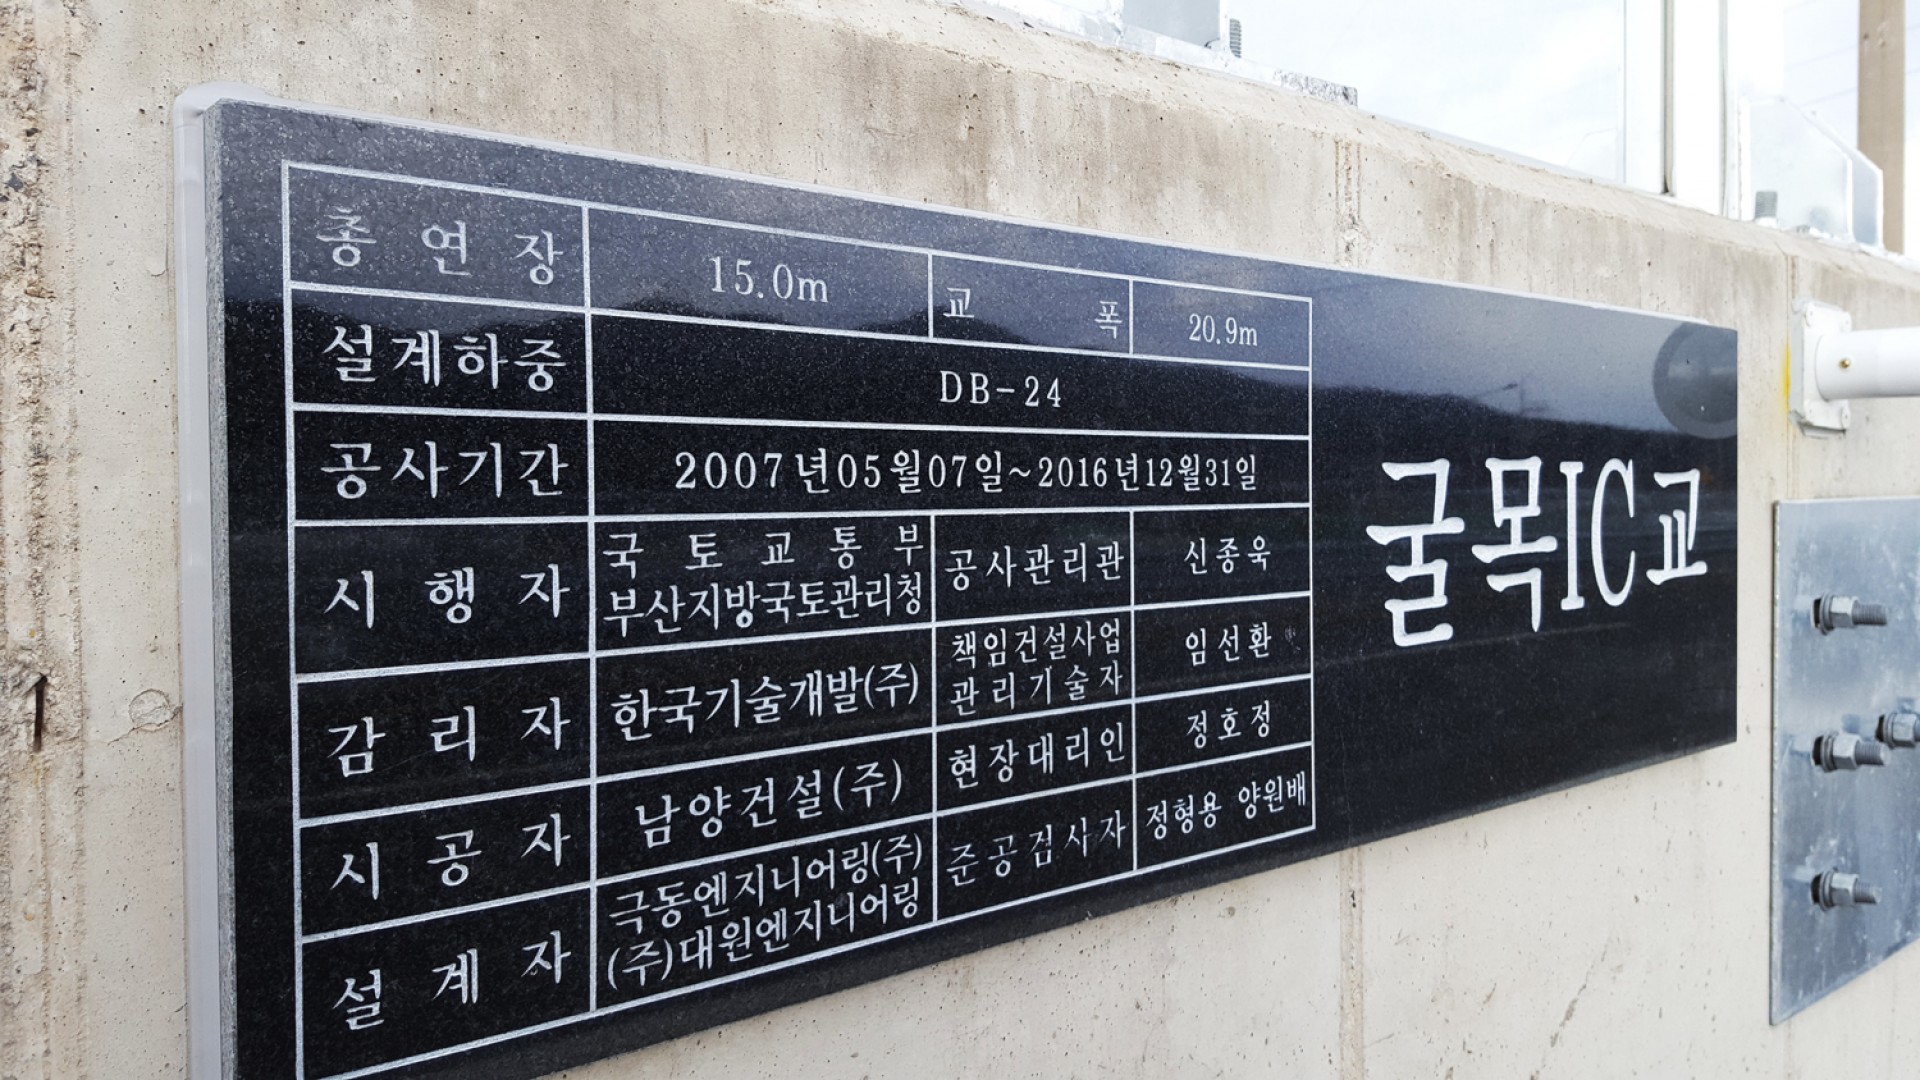 총 연 장 15.0m 교 폭 20.9m
설계하중 DB-24
공사기간 2007년05월07일~2016년12월31일
시 행 자 국 토 교 통 부 공사관리관 신종욱
부산지방국토관리청
감 리 자 한국기술개발(주) 책임건설사업 임선환
관리기술자
시 공 자 남양건설(주) 현장대리인 정호정
설 계 자 극동엔지니어링(주) 준공검사자 정형용 양원배
(주)대원엔지니어링
굴목IC교